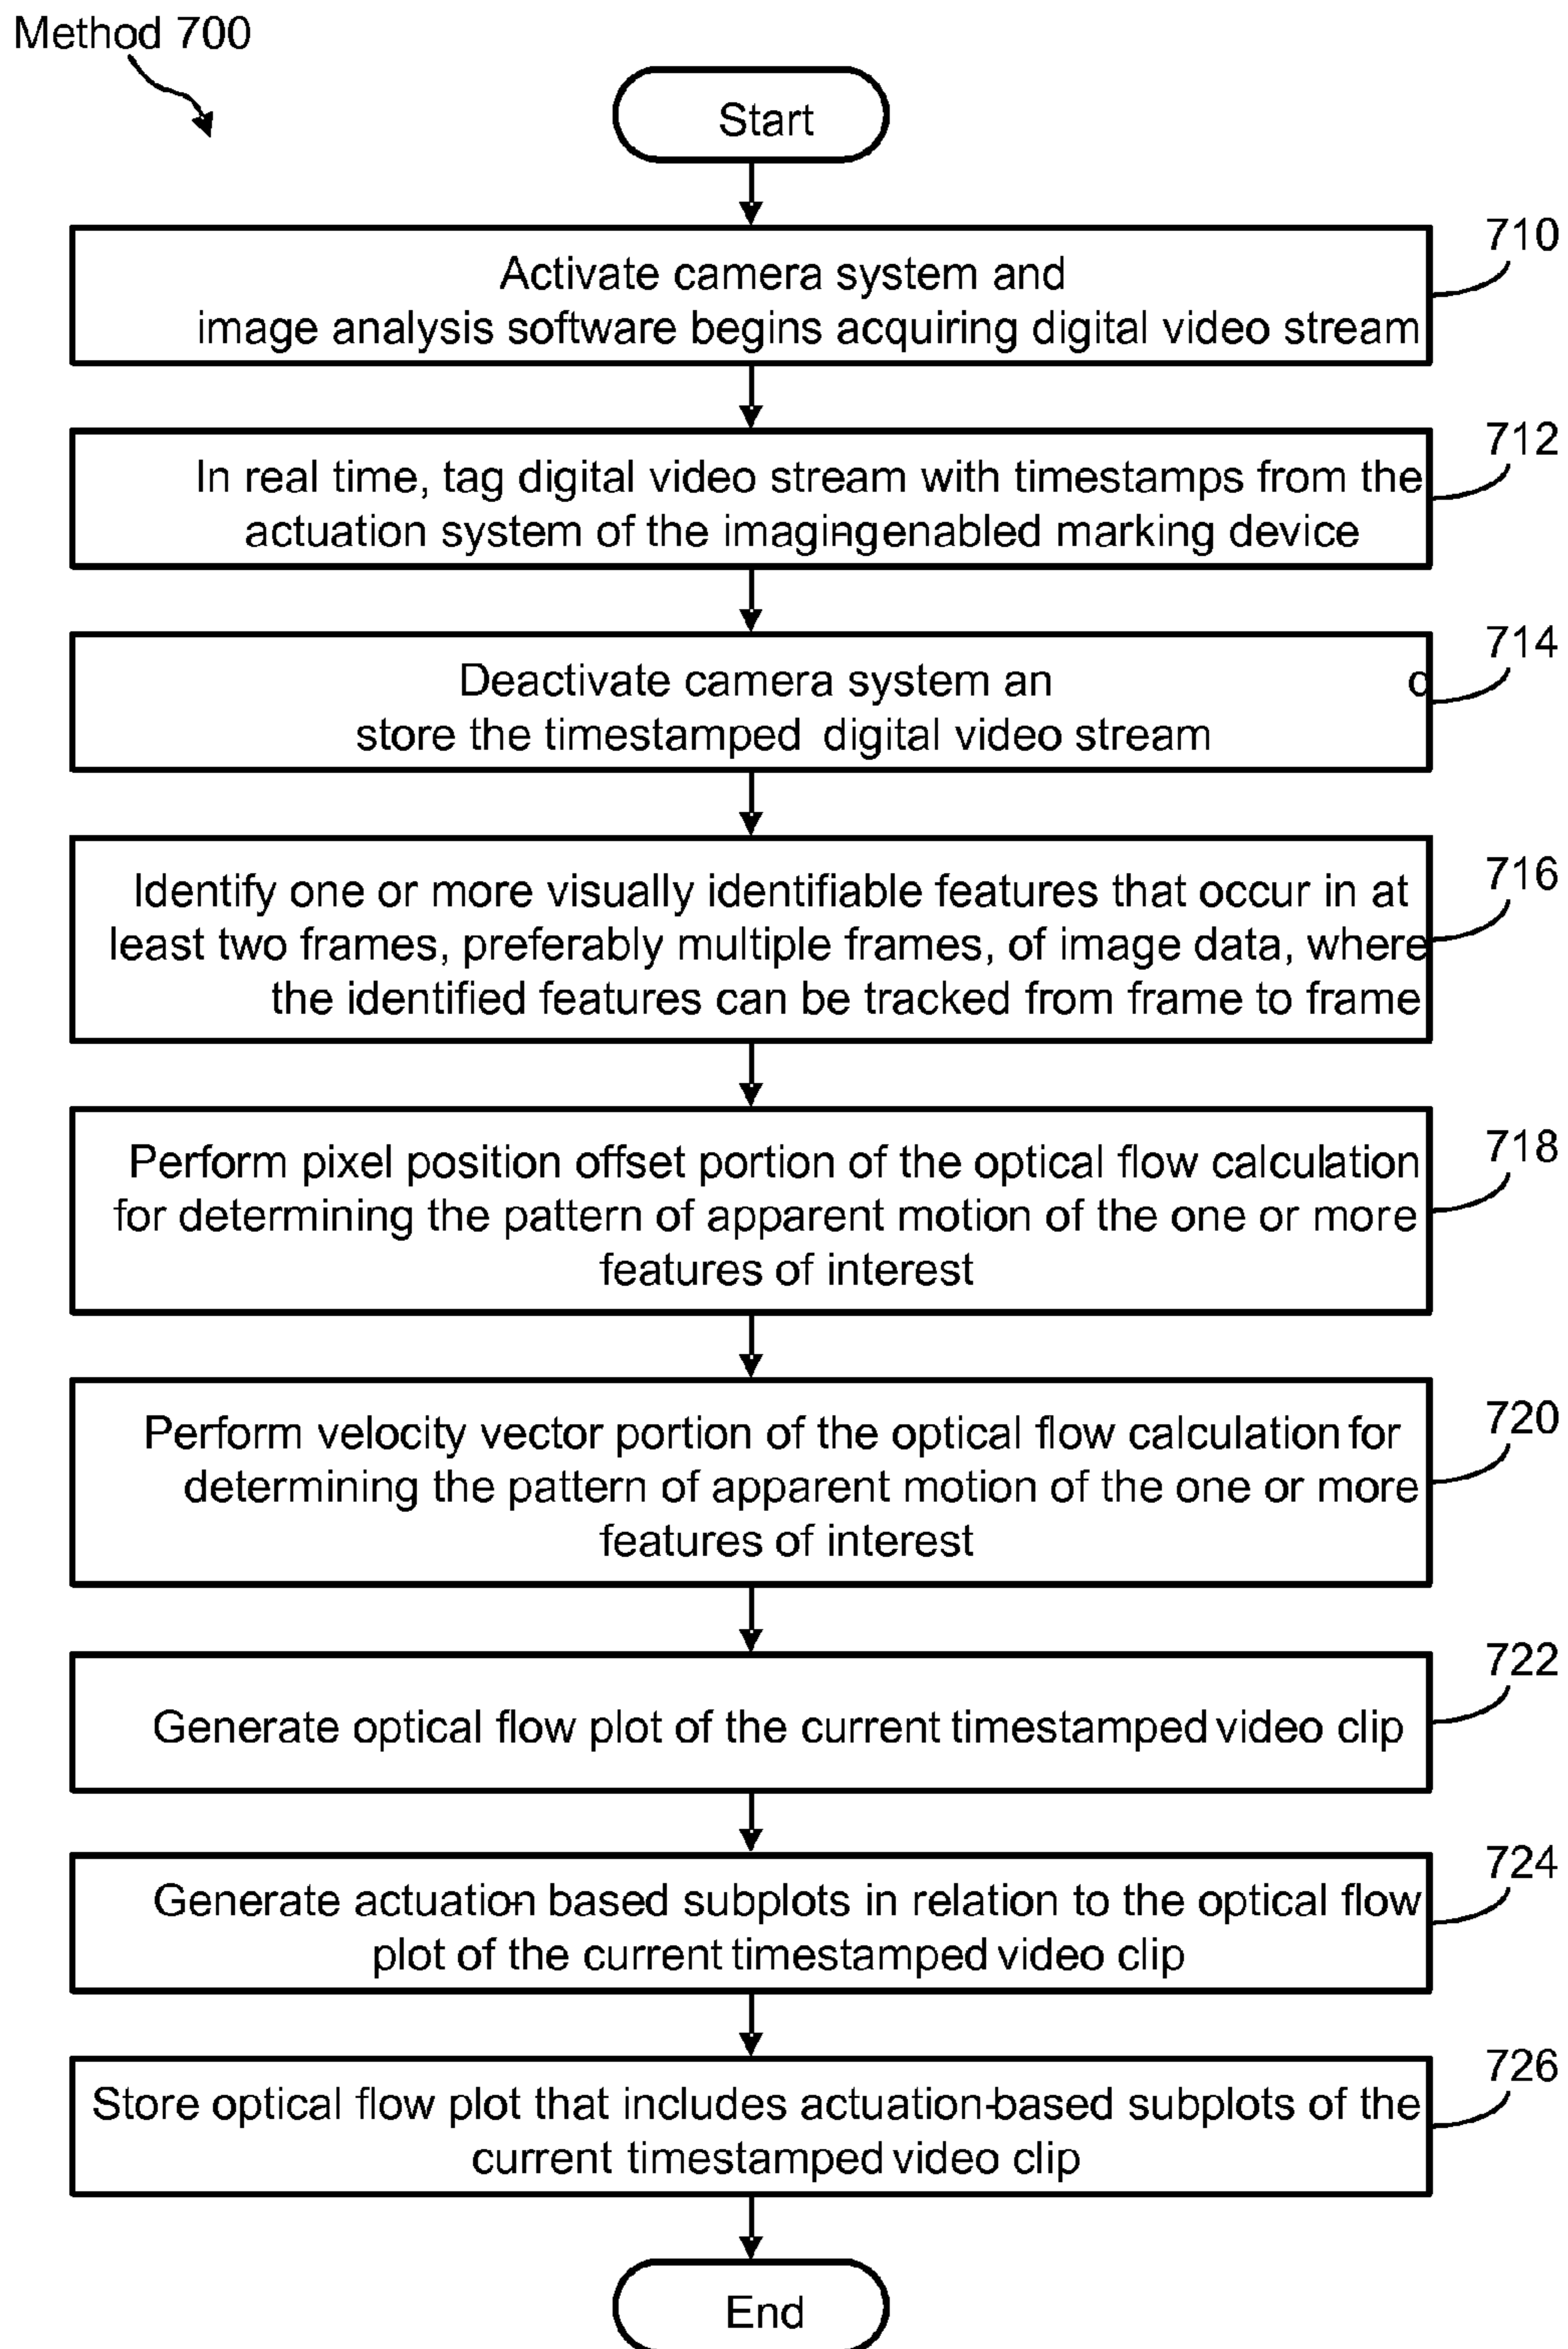 Method 700
Start
710
Activate camera system and
image analysis software begins acquiring digital video stream
712
In real time, tag digital video stream with timestamps from the
actuation system of the imagingenabled marking device
714
Deactivate camera system an d
store the timestamped digital video stream
716
Identify one or more visually identifiable features that occur in at
least two frames, preferably multiple frames, of image data, where
the identified features can be tracked from frame to frame
718
Perform pixel position offset portion of the optical flow calculation
for determining the pattern of apparent motion of the one or more
features of interest
720
Perform velocity vector portion of the optical flow calculation for
determining the pattern of apparent motion of the one or more
features of interest
722
Generate optical flow plot of the current timestamped video clip
724
Generate actuation-based subplots in relation to the optical flow
plot of the current timestamped video clip
726
Store optical flow plot that includes actuation-based subplots of the
current timestamped video clip
End